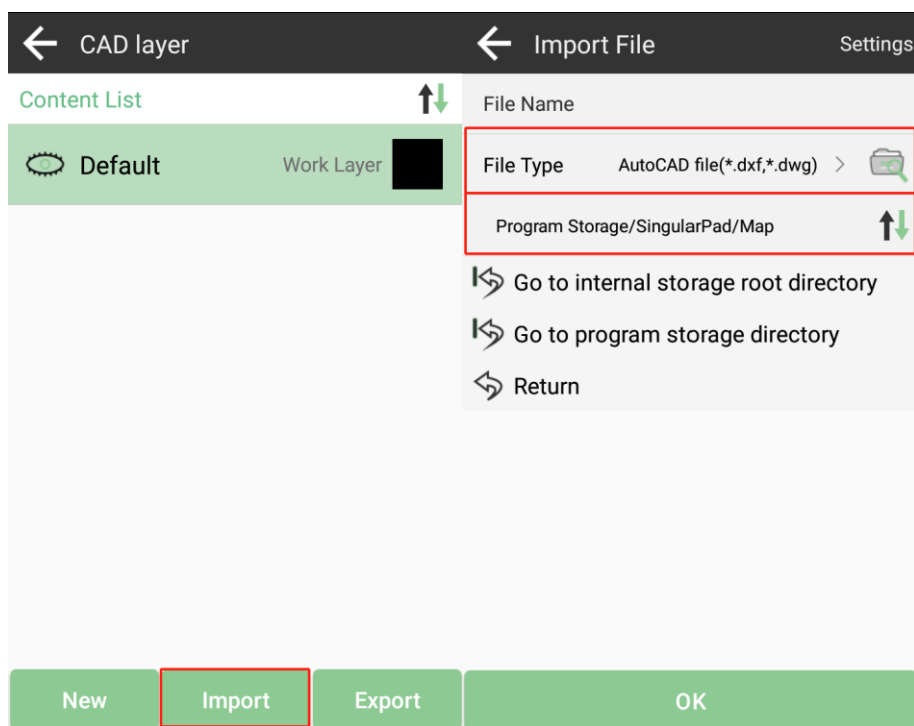 CAD layer
Content List
Default Work Layer
New Import Export
Import File Settings
File Name
File Type AutoCAD file(*.dxf,*.dwg) >
Program Storage/SingularPad/Map
Go to internal storage root directory
Go to program storage directory
Return
OK